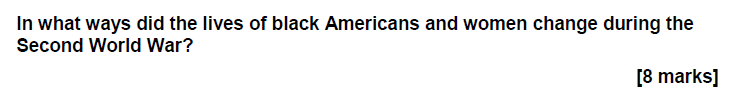 In what ways did the lives of black Americans and women change during the
Second World War?
[8 marks]